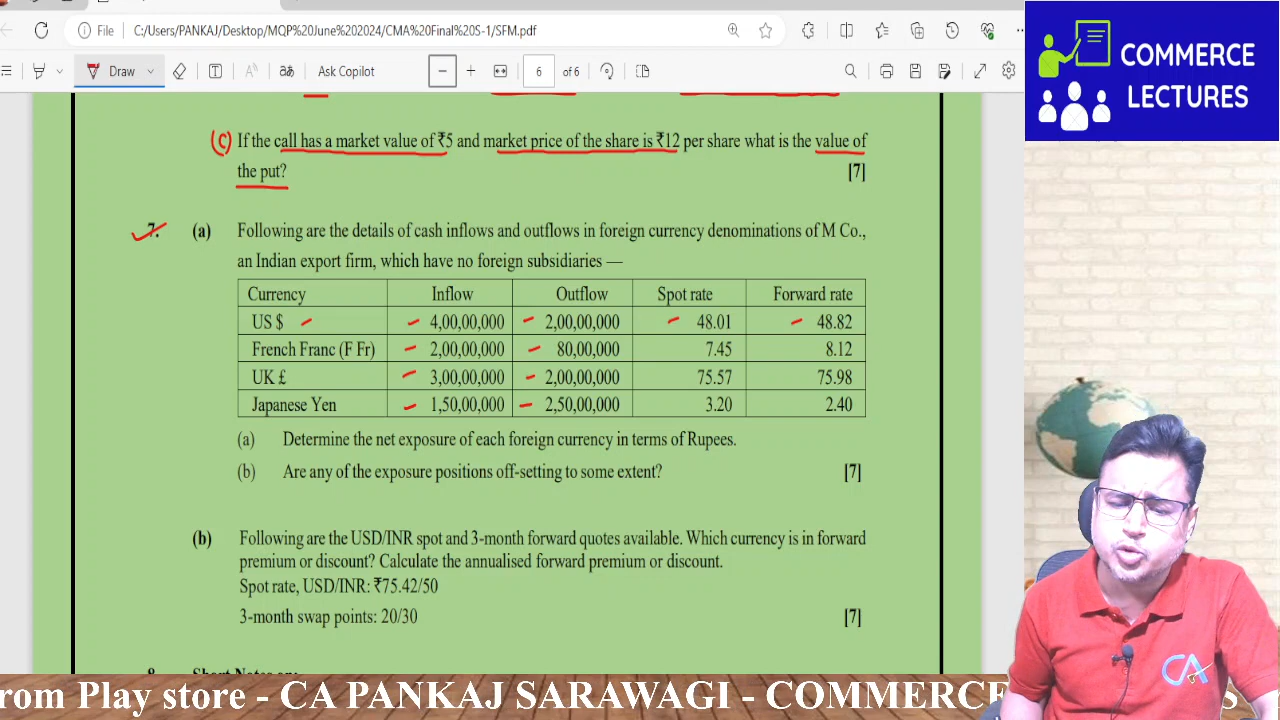 File C:/Users/PANKAJ/Desktop/MQP%20June%202024/CMA%20Final%20S-1/SFM.pdf
Draw aあ Ask Copilot 6 of 6
COMMERCE
LECTURES
(C) If the call has a market value of ₹5 and market price of the share is ₹12 per share what is the value of
the put? [7]
7. (a) Following are the details of cash inflows and outflows in foreign currency denominations of M Co.,
an Indian export firm, which have no foreign subsidiaries —
Currency Inflow Outflow Spot rate Forward rate
US $ 4,00,00,000 2,00,00,000 48.01 48.82
French Franc (F Fr) 2,00,00,000 80,00,000 7.45 8.12
UK £ 3,00,00,000 2,00,00,000 75.57 75.98
Japanese Yen 1,50,00,000 2,50,00,000 3.20 2.40
(a) Determine the net exposure of each foreign currency in terms of Rupees.
(b) Are any of the exposure positions off-setting to some extent? [7]
(b) Following are the USD/INR spot and 3-month forward quotes available. Which currency is in forward
premium or discount? Calculate the annualised forward premium or discount.
Spot rate, USD/INR: ₹75.42/50
3-month swap points: 20/30 [7]
CA
rom Play store - CA PANKAJ SARAWAGI - COMMERCE